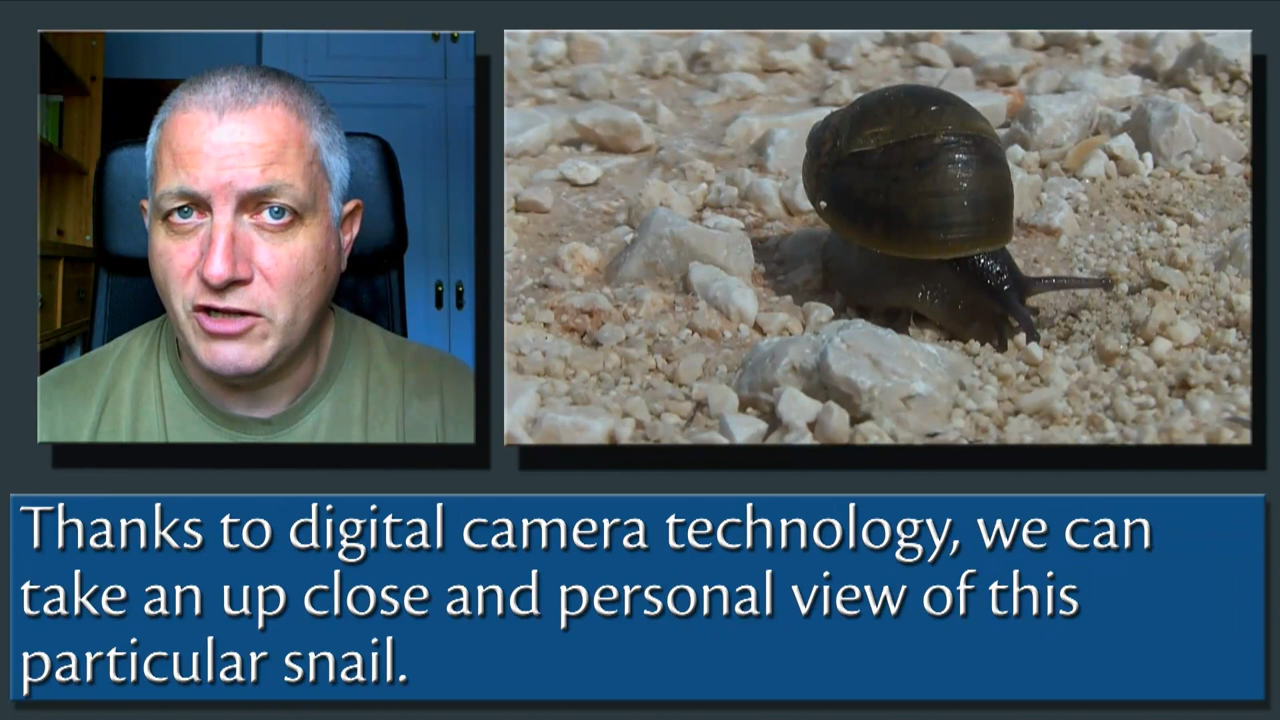 Thanks to digital camera technology, we can
take an up close and personal view of this
particular snail.